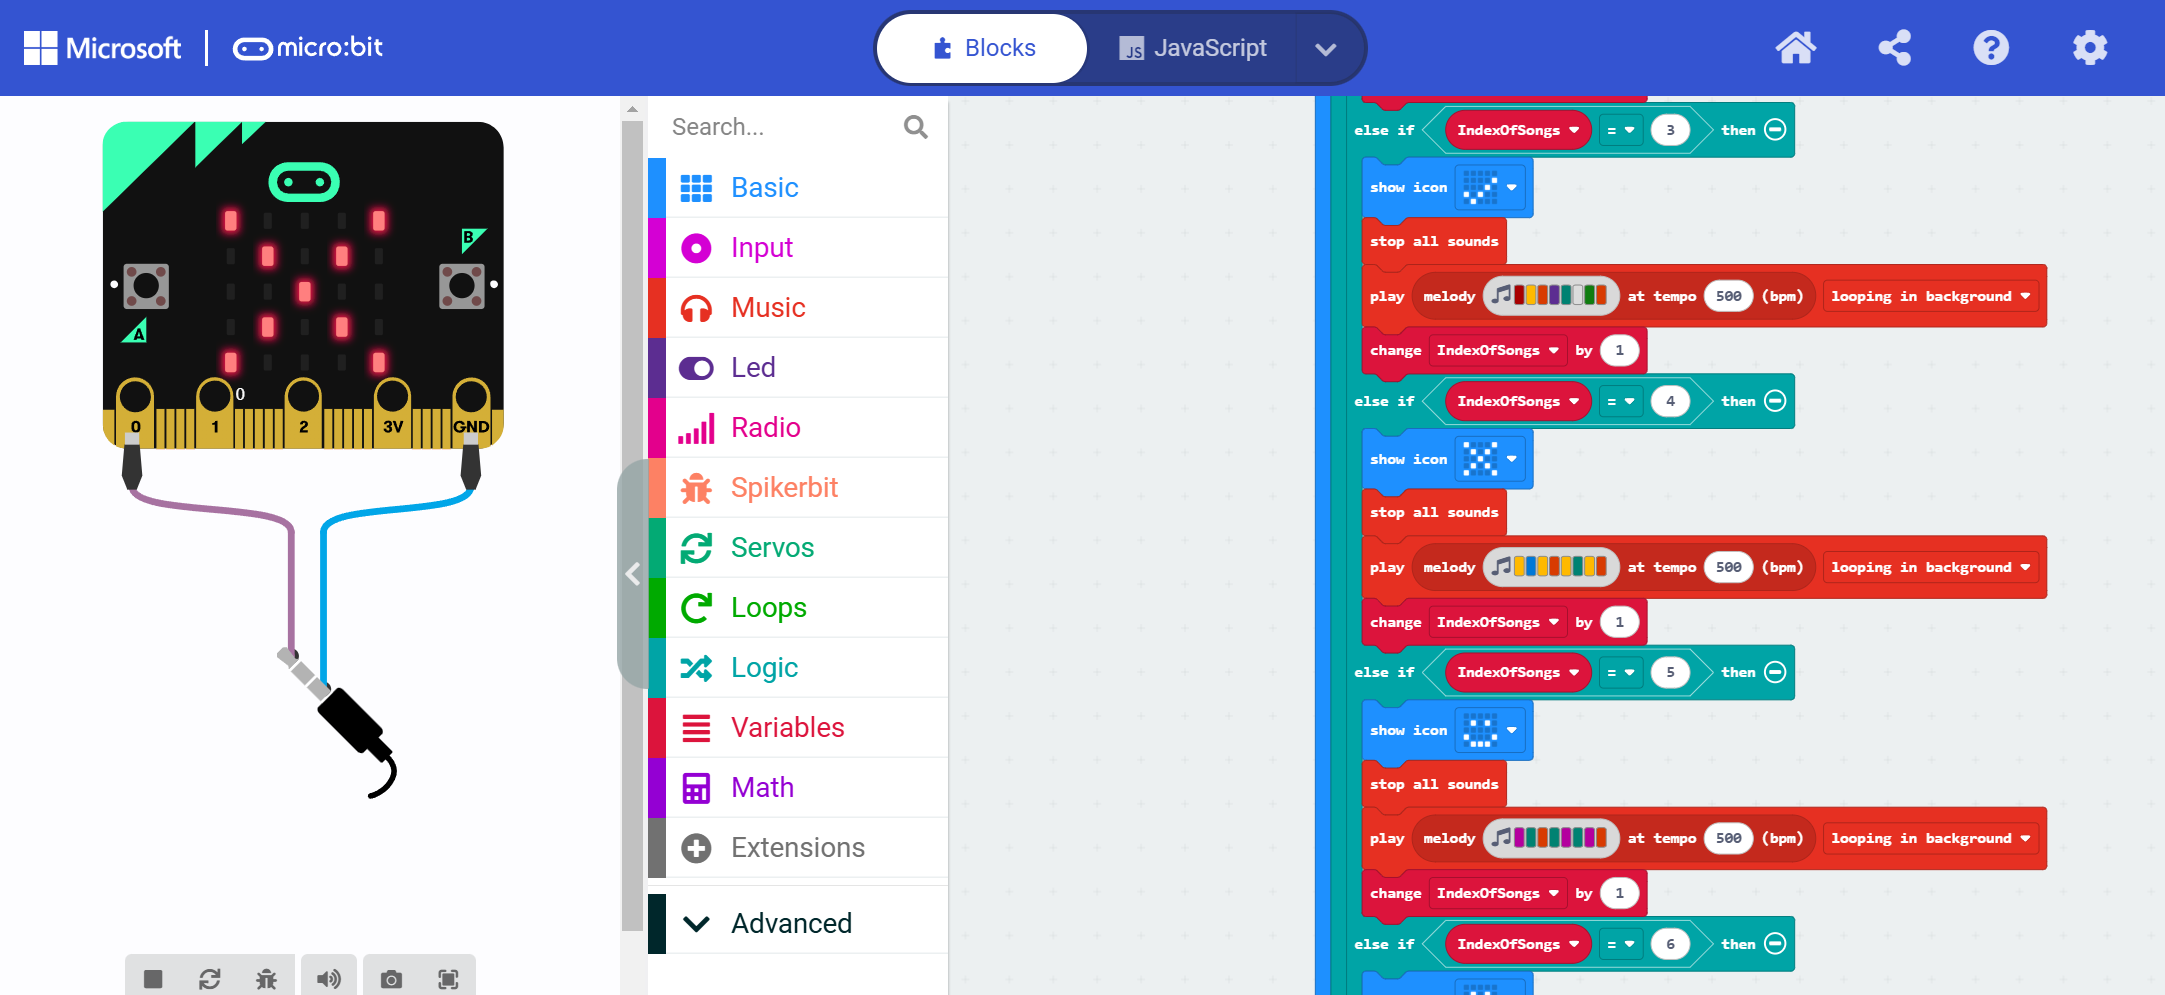 Microsoft | micro:bit
Blocks
JavaScript
B
A
0
0 1 2 3V GND
Search...
Basic
Input
Music
Led
Radio
Spikerbit
Servos
Loops
Logic
Variables
Math
Extensions
Advanced
else if IndexOfSongs = 3 then
show icon
stop all sounds
play melody at tempo 500 (bpm) looping in background
change IndexOfSongs by 1
else if IndexOfSongs = 4 then
show icon
stop all sounds
play melody at tempo 500 (bpm) looping in background
change IndexOfSongs by 1
else if IndexOfSongs = 5 then
show icon
stop all sounds
play melody at tempo 500 (bpm) looping in background
change IndexOfSongs by 1
else if IndexOfSongs = 6 then